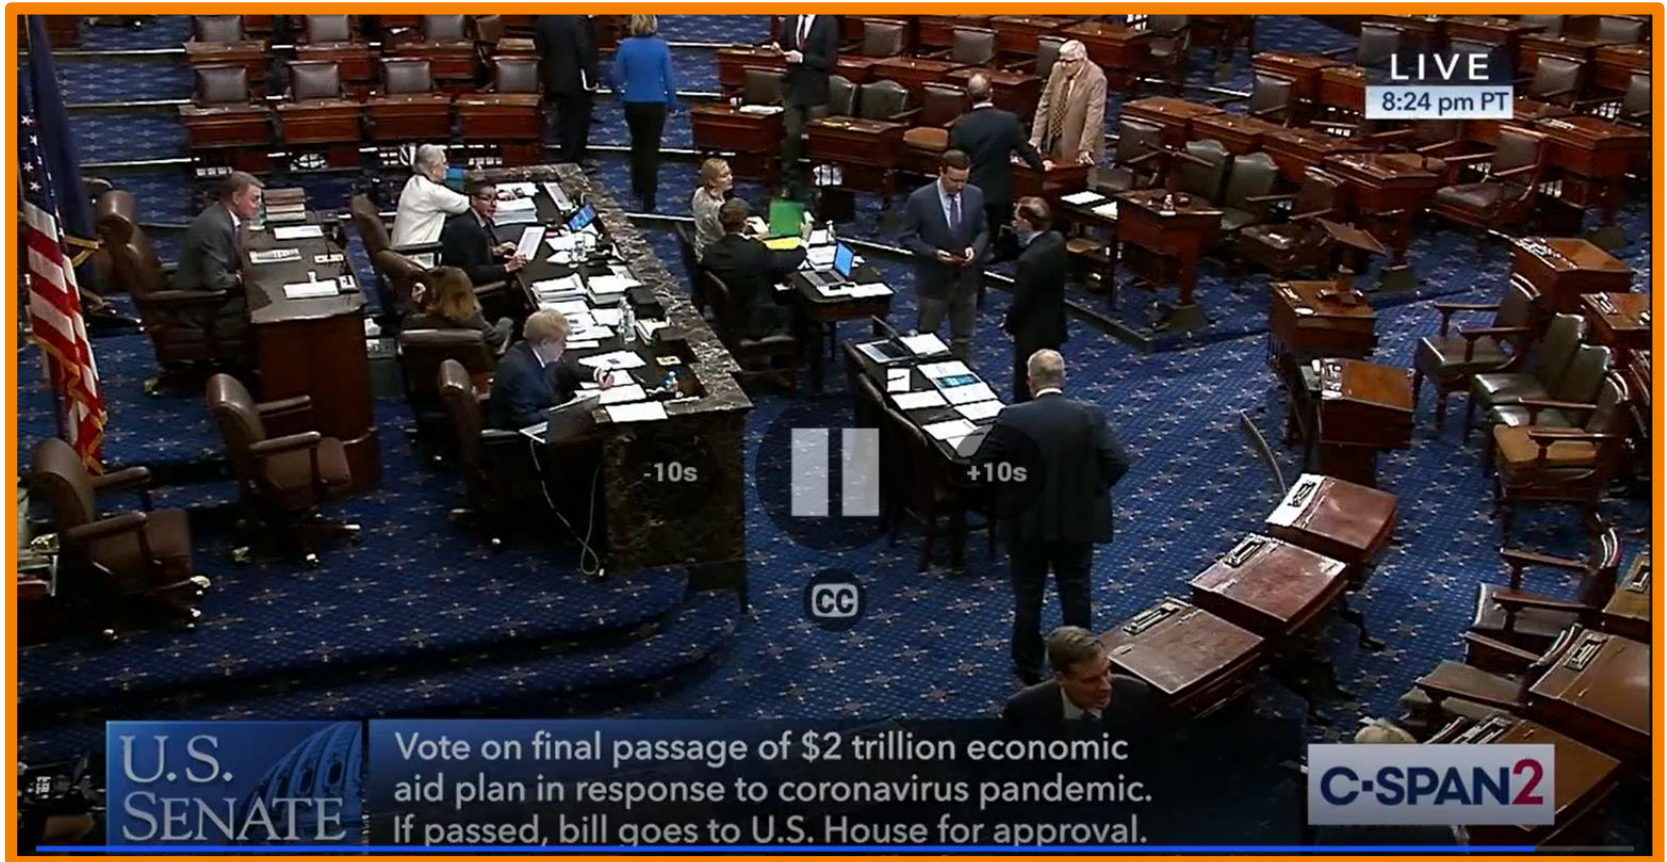 LIVE
8:24 pm PT
-10s
+10s
CC
U.S.
SENATE
Vote on final passage of $2 trillion economic
aid plan in response to coronavirus pandemic.
If passed, bill goes to U.S. House for approval.
C·SPAN2